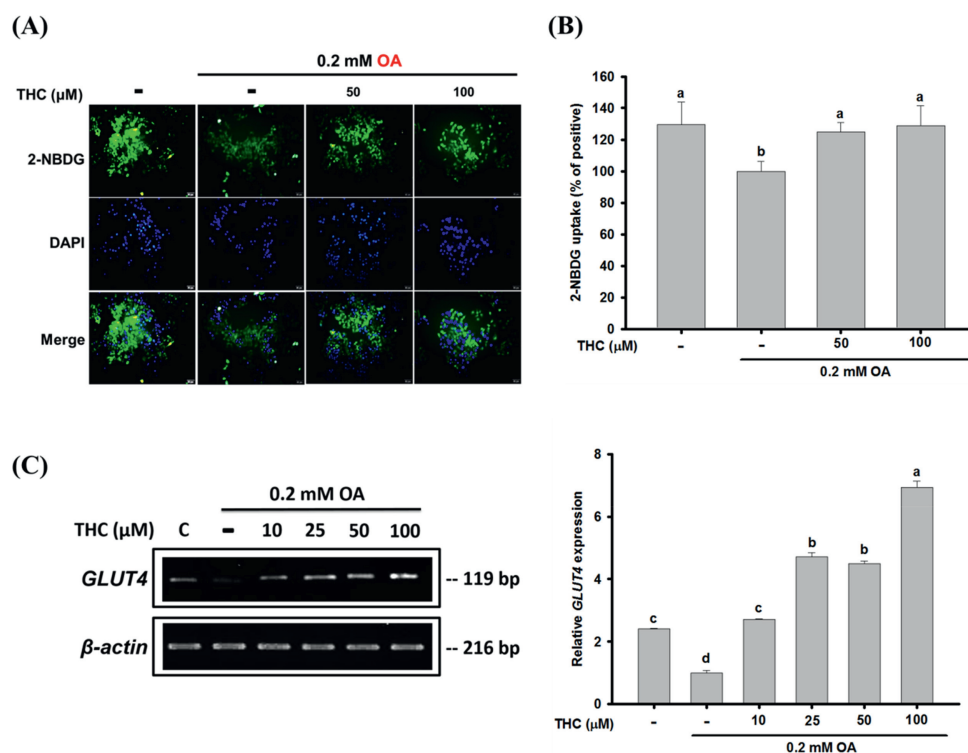 (A)
0.2 mM OA
THC (μM) - - 50 100
2-NBDG
DAPI
Merge
(B)
160
140
120
100
80
60
40
20
0
2-NBDG uptake (% of positive)
a b a a
THC (μM) - - 50 100
0.2 mM OA
(C)
0.2 mM OA
THC (μM) C - 10 25 50 100
GLUT4 -- 119 bp
β-actin -- 216 bp
8
6
4
2
0
Relative GLUT4 expression
c d c b b a
THC (μM) - - 10 25 50 100
0.2 mM OA